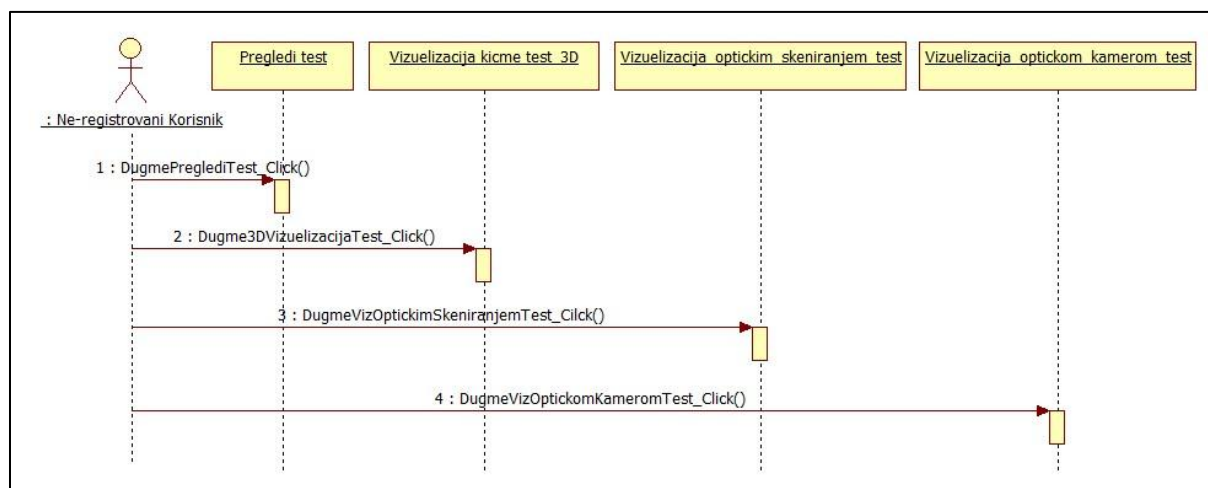 Pregledi test
Vizuelizacija kicme test_3D
Vizuelizacija_optickim_skeniranjem_test
Vizuelizacija_optickom_kamerom_test
: Ne-registrovani Korisnik
1 : DugmePreglediTest_Click()
2 : Dugme3DVizuelizacijaTest_Click()
3 : DugmeVizOptickimSkeniranjemTest_Cilck()
4 : DugmeVizOptickomKameromTest_Click()